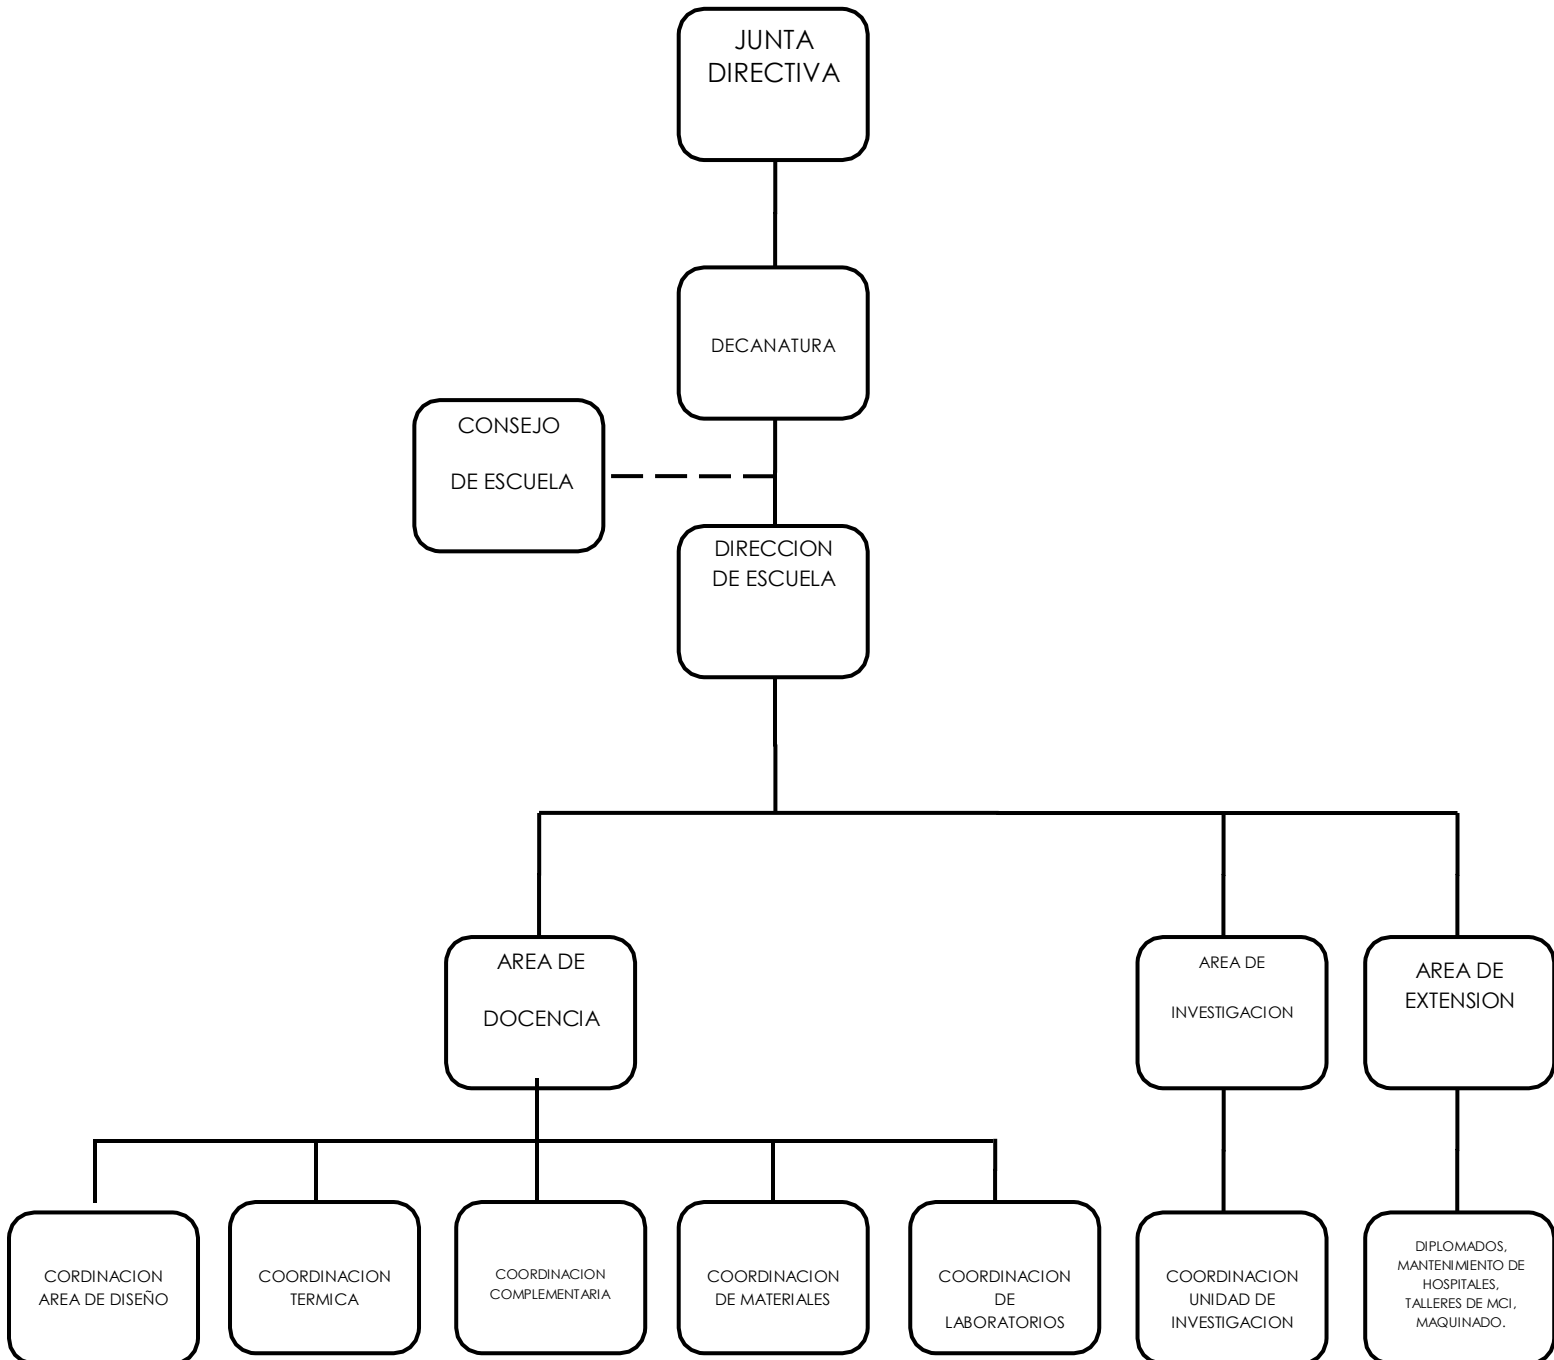 JUNTA
DIRECTIVA
DECANATURA
CONSEJO
DE ESCUELA
DIRECCION
DE ESCUELA
AREA DE
DOCENCIA
AREA DE
INVESTIGACION
AREA DE
EXTENSION
CORDINACION
AREA DE DISEÑO
COORDINACION
TERMICA
COORDINACION
COMPLEMENTARIA
COORDINACION
DE MATERIALES
COORDINACION
DE
LABORATORIOS
COORDINACION
UNIDAD DE
INVESTIGACION
DIPLOMADOS,
MANTENIMIENTO DE
HOSPITALES,
TALLERES DE MCI,
MAQUINADO.